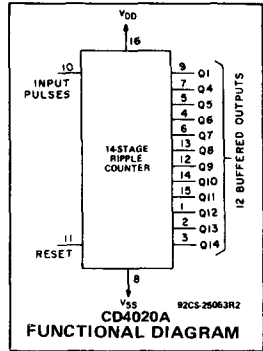 VDD
16
10
INPUT
PULSES
14-STAGE
RIPPLE
COUNTER
11
RESET
9 Q1
7 Q4
5 Q5
4 Q6
6 Q7
13 Q8
12 Q9
14 Q10
15 Q11
1 Q12
2 Q13
3 Q14
12 BUFFERED OUTPUTS
8
VSS
92CS-25063R2
CD4020A
FUNCTIONAL DIAGRAM